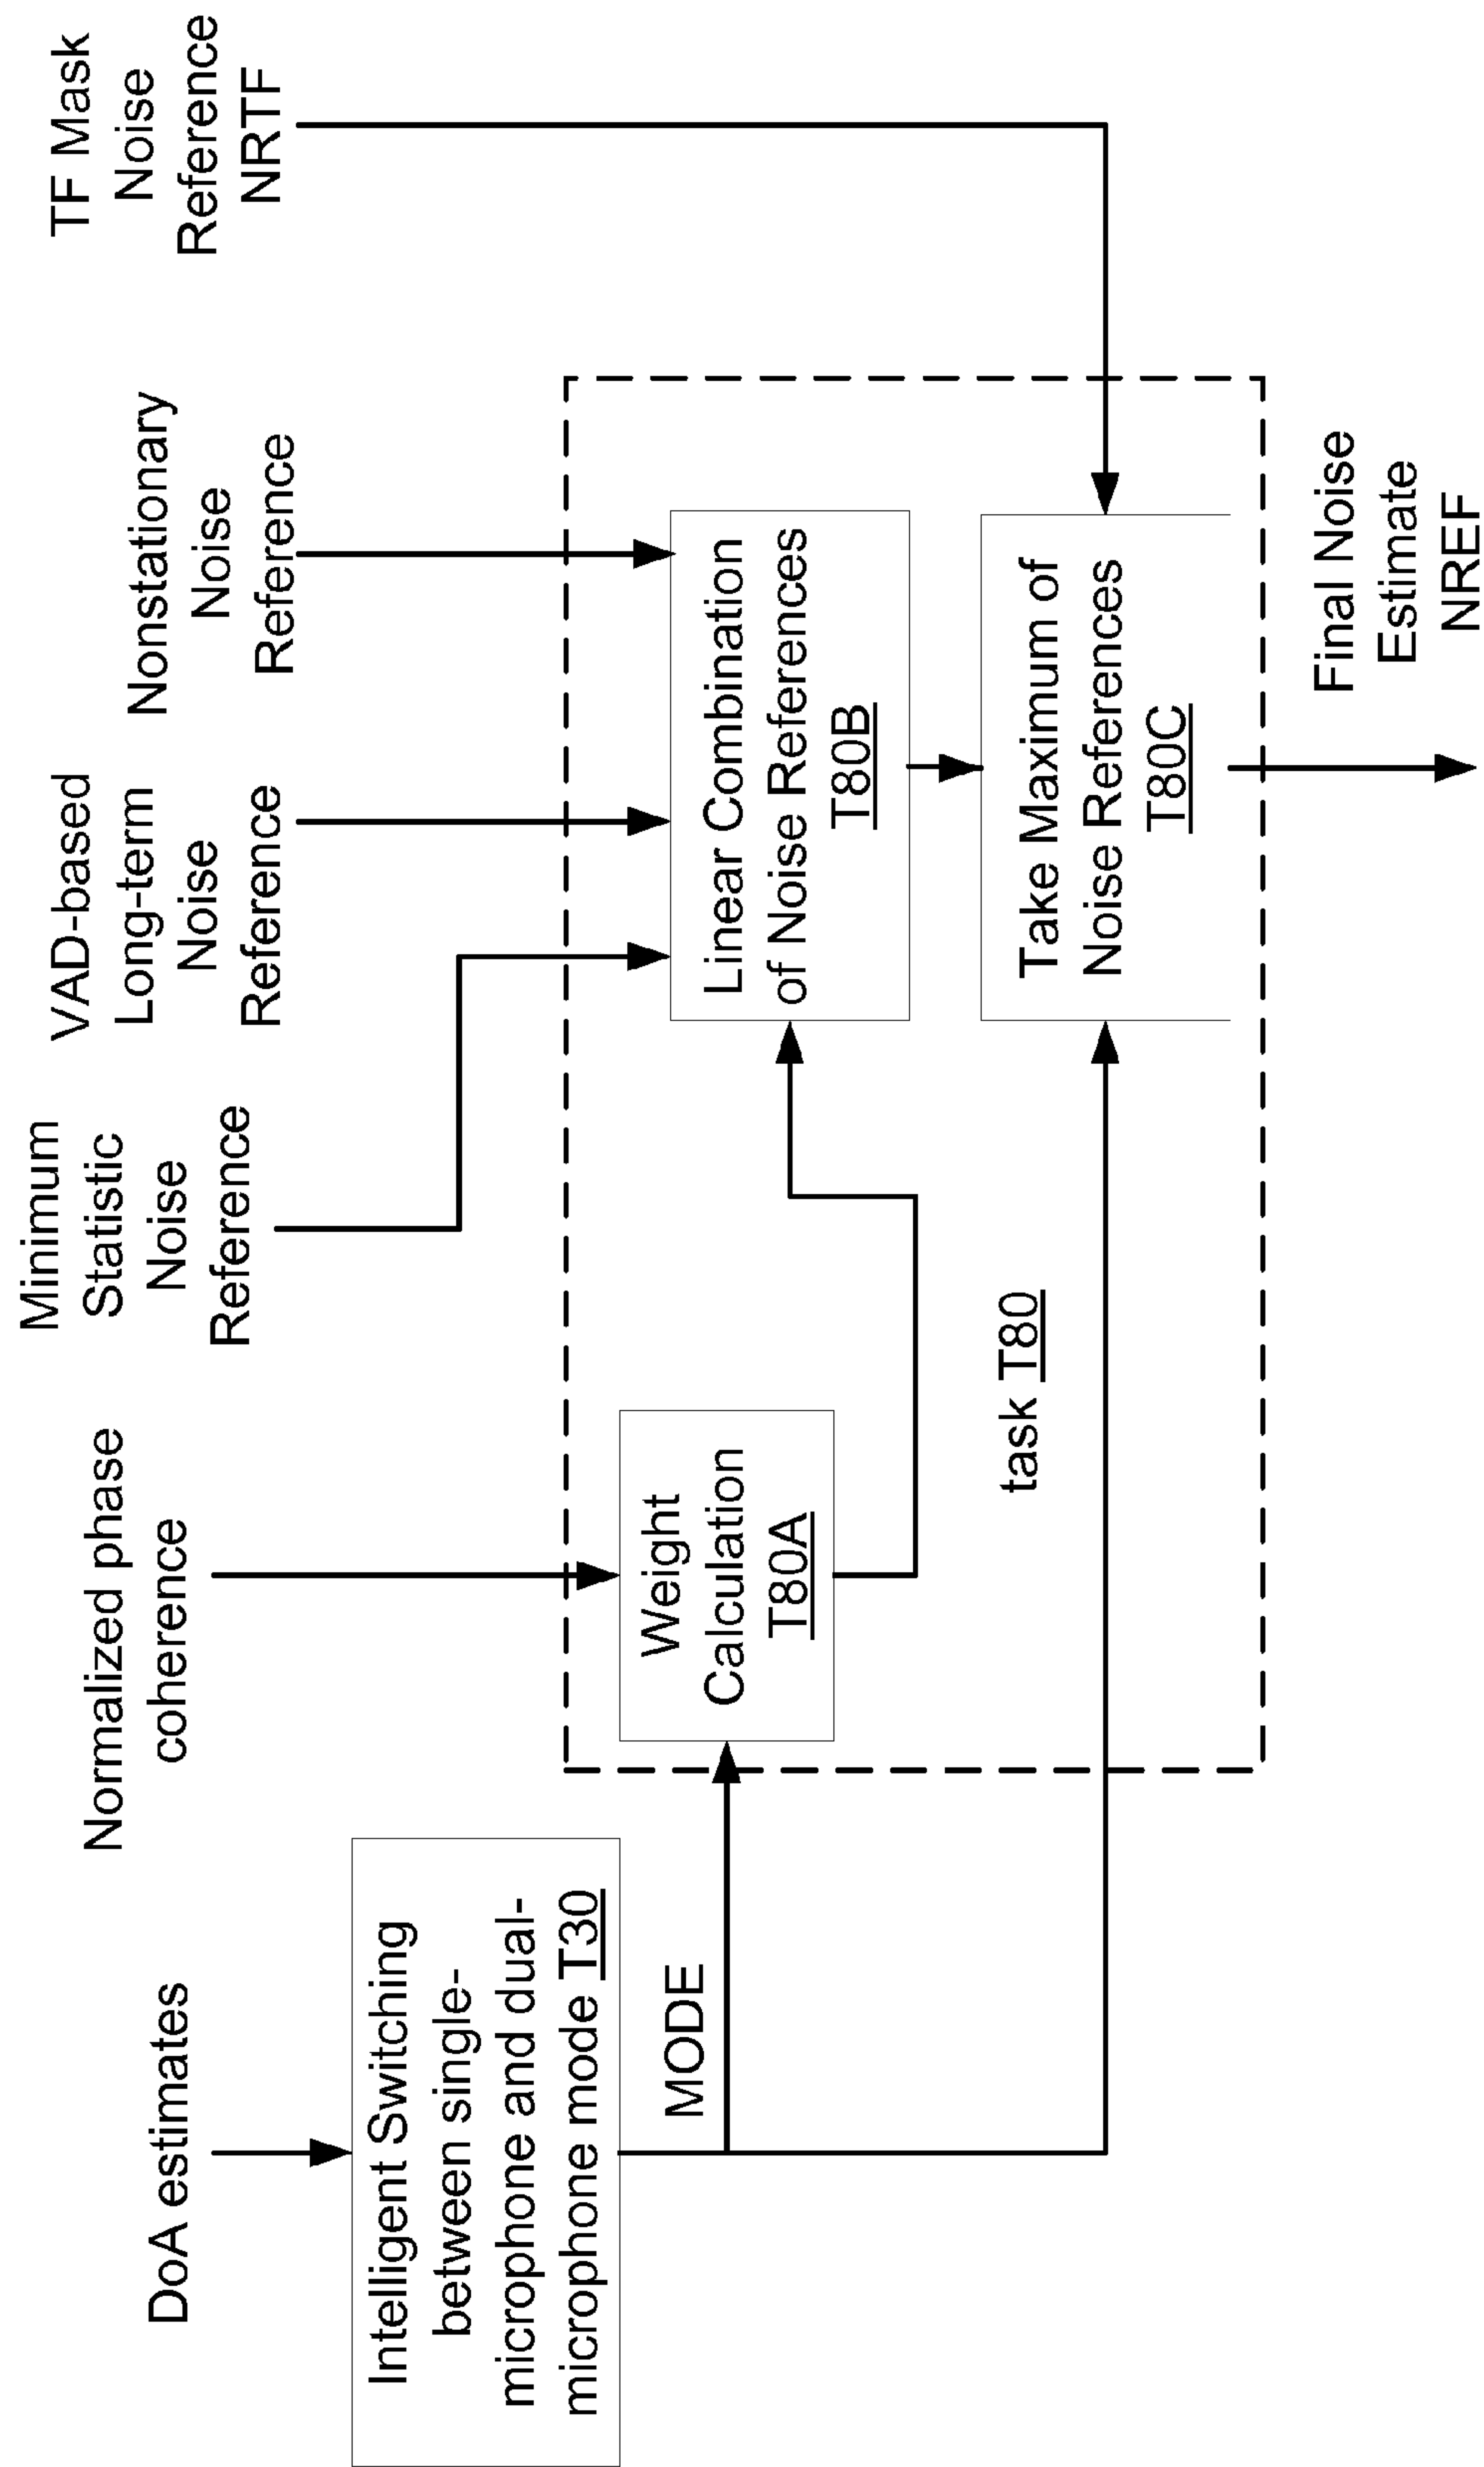 DoA estimates
Intelligent Switching
between single-
microphone and dual-
microphone mode T30
MODE
Normalized phase
coherence
Weight
Calculation
T80A
Minimum
Statistic
Noise
Reference
VAD-based
Long-term
Noise
Reference
Nonstationary
Noise
Reference
TF Mask
Noise
Reference
NRTF
Linear Combination
of Noise References
T80B
task T80
Take Maximum of
Noise References
T80C
Final Noise
Estimate
NREF